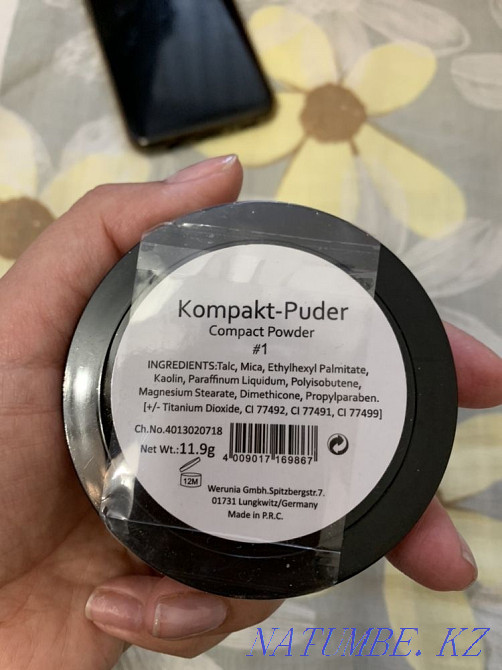 Kompakt-Puder
Compact Powder
#1
INGREDIENTS:Talc, Mica, Ethylhexyl Palmitate,
Kaolin, Paraffinum Liquidum, Polyisobutene,
Magnesium Stearate, Dimethicone, Propylparaben.
[+/- Titanium Dioxide, CI 77492, CI 77491, CI 77499]
Ch.No.4013020718
Net Wt.:11.9g
4 009017 169867
12M
Werunia Gmbh.Spitzbergstr.7.
01731 Lungkwitz/Germany
Made in P.R.C.
NATUMBE. KZ